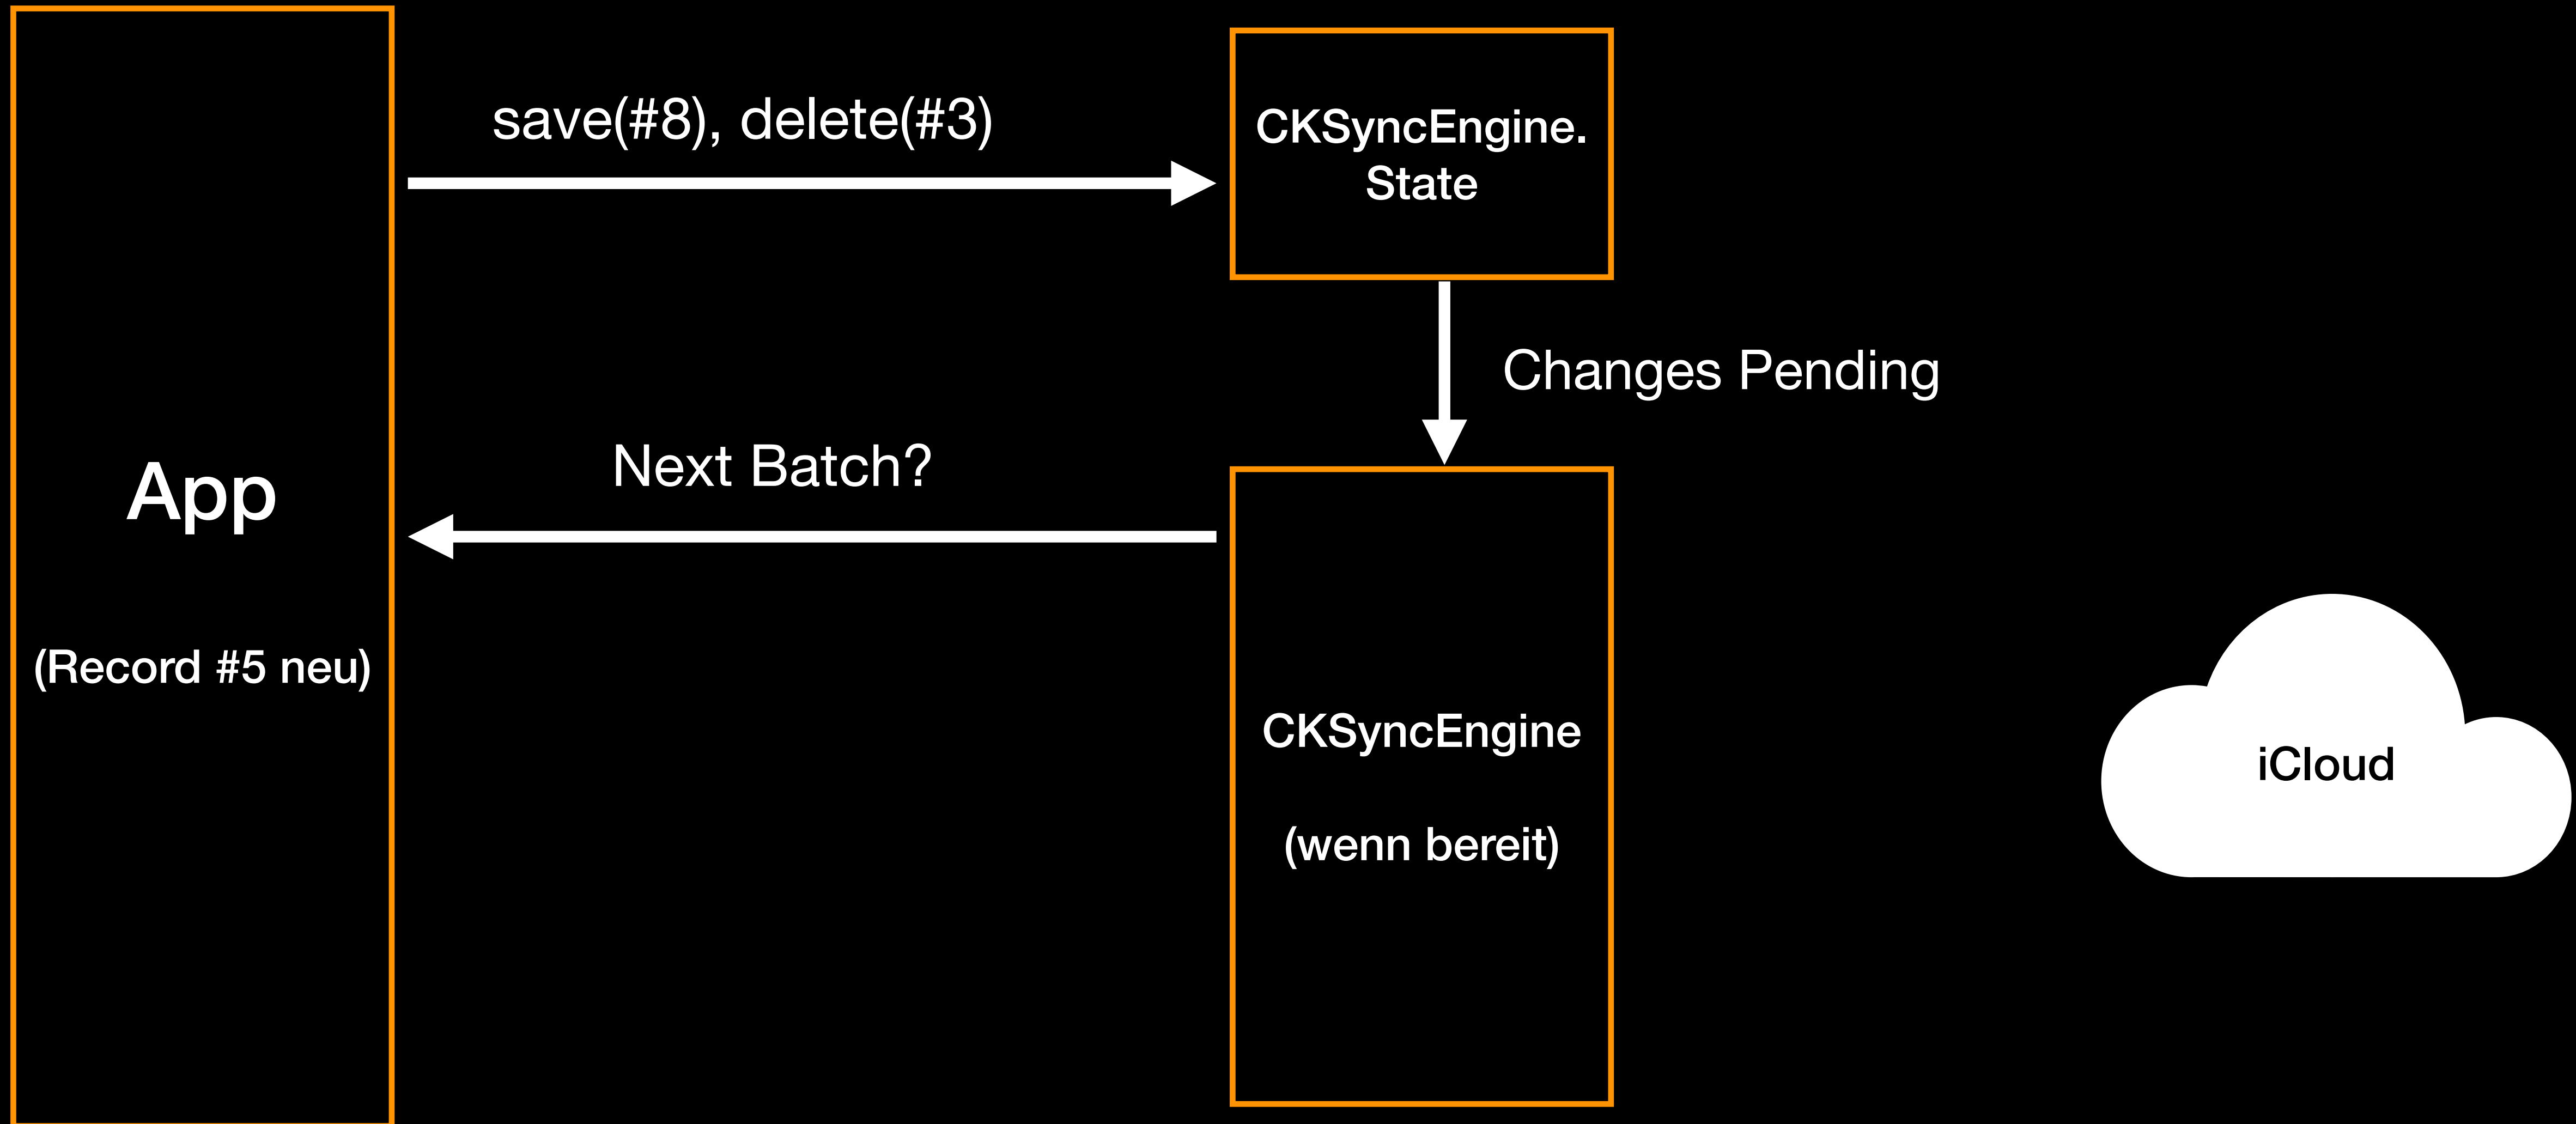 save(#8), delete(#3)
CKSyncEngine.
State
Changes Pending
Next Batch?
App
(Record #5 neu)
CKSyncEngine
(wenn bereit)
iCloud